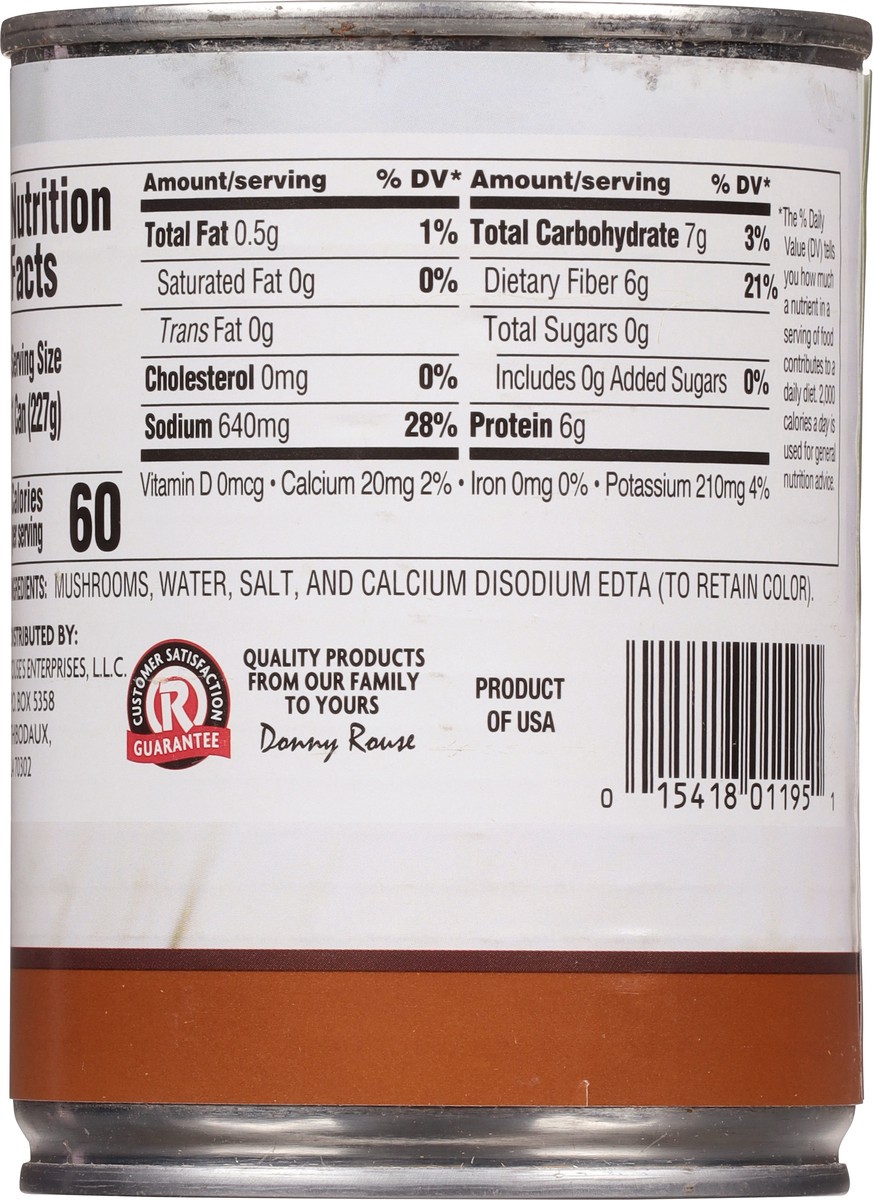 Nutrition
Facts
Serving Size
Can (227g)
Calories
per serving 60
Amount/serving % DV*
Total Fat 0.5g 1%
Saturated Fat 0g 0%
Trans Fat 0g
Cholesterol 0mg 0%
Sodium 640mg 28%
Amount/serving % DV*
Total Carbohydrate 7g 3%
Dietary Fiber 6g 21%
Total Sugars 0g
Includes 0g Added Sugars 0%
Protein 6g
Vitamin D 0mcg • Calcium 20mg 2% • Iron 0mg 0% • Potassium 210mg 4%
*The % Daily
Value (DV) tells
you how much
a nutrient in a
serving of food
contributes to a
daily diet. 2,000
calories a day is
used for general
nutrition advice.
INGREDIENTS: MUSHROOMS, WATER, SALT, AND CALCIUM DISODIUM EDTA (TO RETAIN COLOR).
DISTRIBUTED BY:
ROUSE'S ENTERPRISES, L.L.C.
P.O. BOX 5358
THIBODAUX,
70302
CUSTOMER SATISFACTION
R
GUARANTEE
QUALITY PRODUCTS
FROM OUR FAMILY
TO YOURS
Donny Rouse
PRODUCT
OF USA
0 15418 01195 1